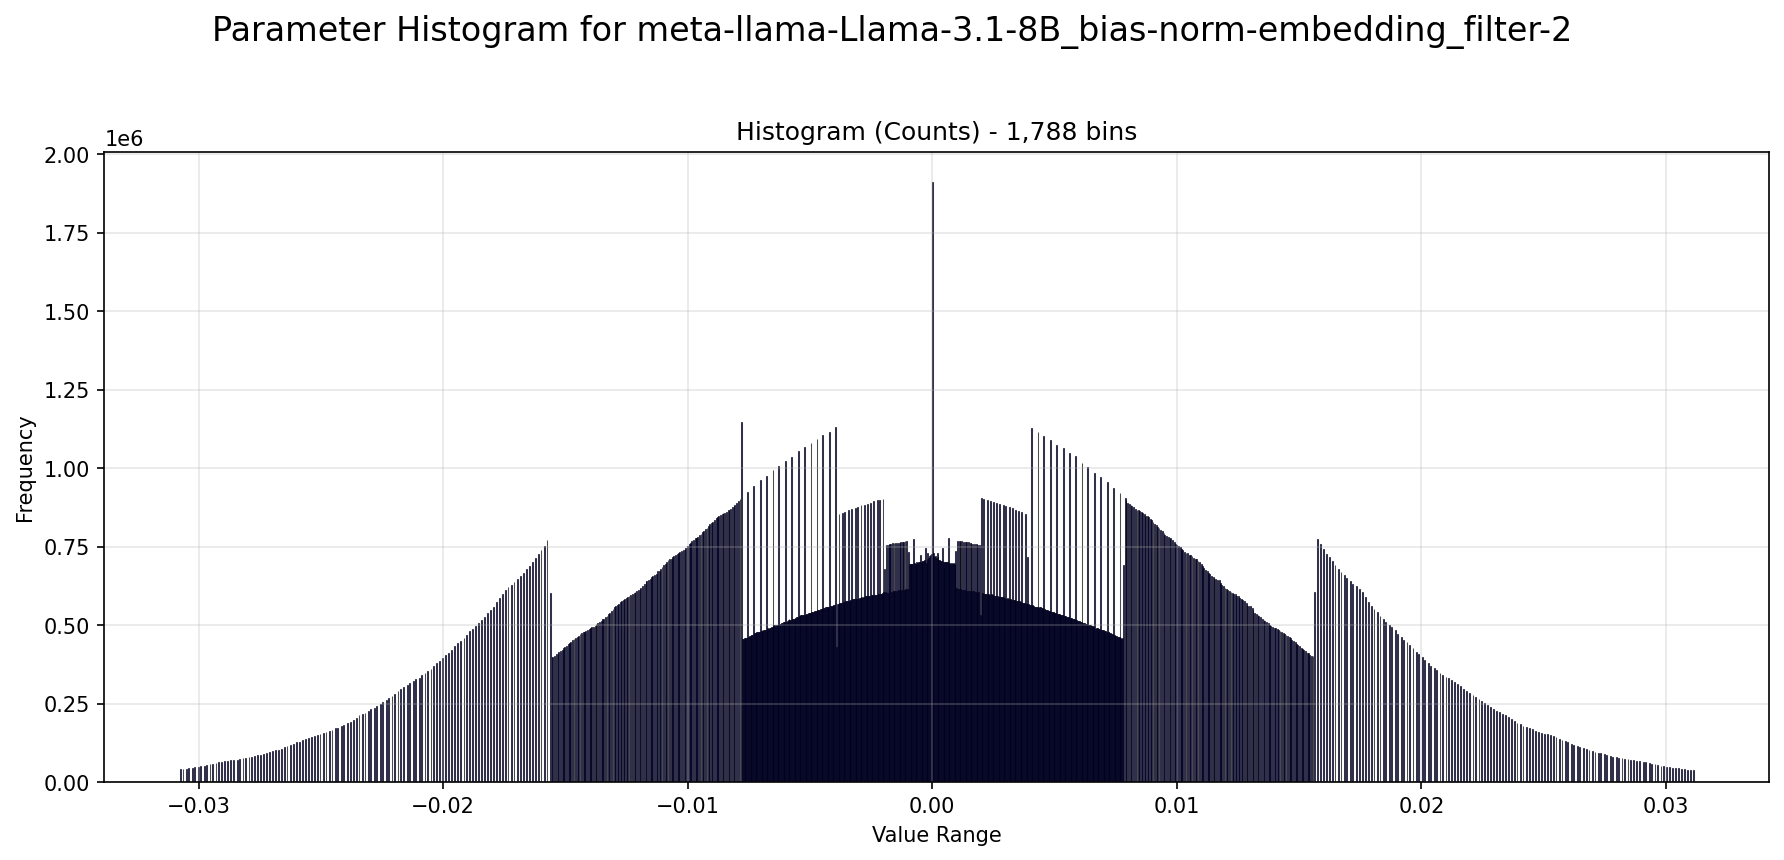 Parameter Histogram for meta-llama-Llama-3.1-8B_bias-norm-embedding_filter-2
Histogram (Counts) - 1,788 bins
1e6
2.00
1.75
1.50
1.25
1.00
0.75
0.50
0.25
0.00
Frequency
−0.03 −0.02 −0.01 0.00 0.01 0.02 0.03
Value Range